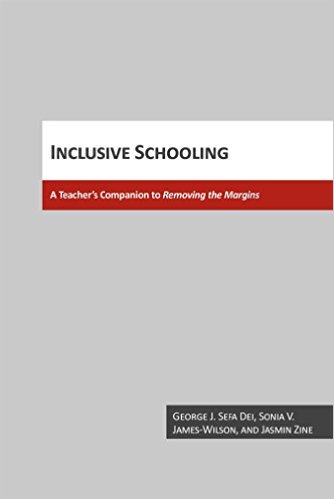 INCLUSIVE SCHOOLING
A Teacher's Companion to Removing the Margins
GEORGE J. SEFA DEI, SONIA V.
JAMES-WILSON, AND JASMIN ZINE